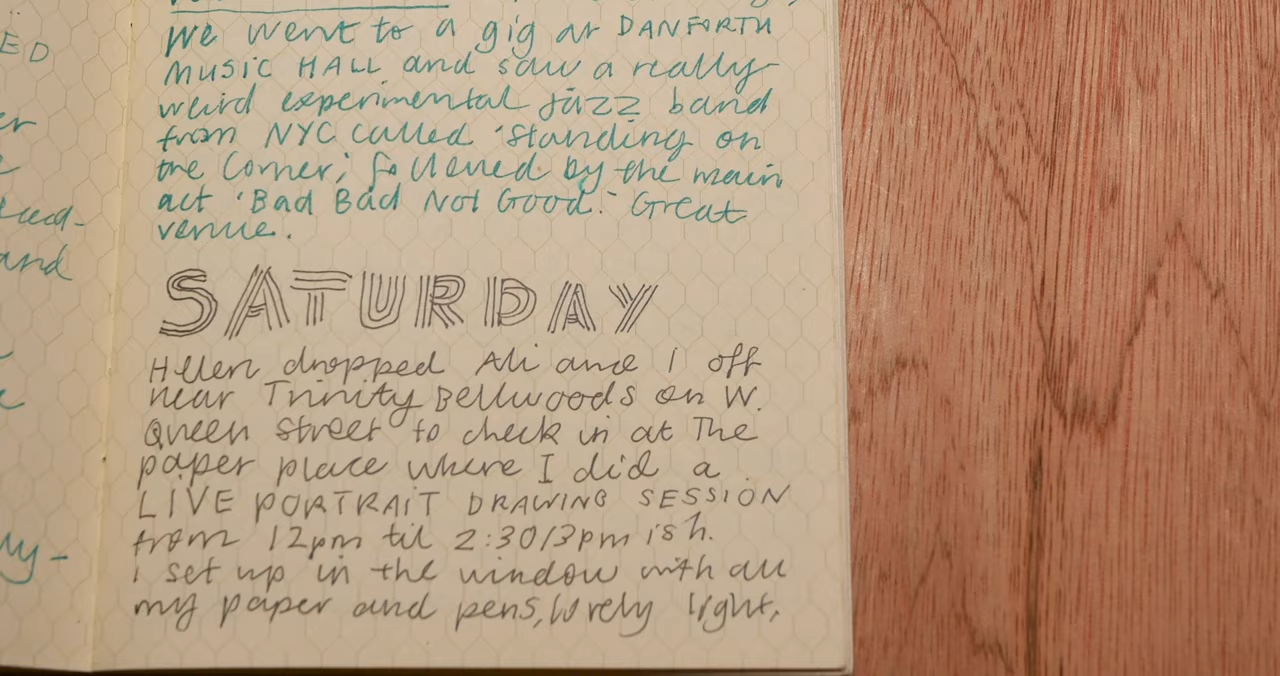 ED
er
and
we went to a gig at DANFORTH
MUSIC HALL and saw a really
weird experimental jazz band
from NYC called 'Standing on
the Corner', followed by the main
act 'Bad Bad Not Good.' Great
venue.
SATURDAY
Helen dropped Ali and I off
near Trinity Bellwoods on W.
Queen Street to check in at The
paper place where I did a
LIVE PORTRAIT DRAWING SESSION
from 12pm til 2:30/3pm ish.
I set up in the window with all
my paper and pens, lovely light,